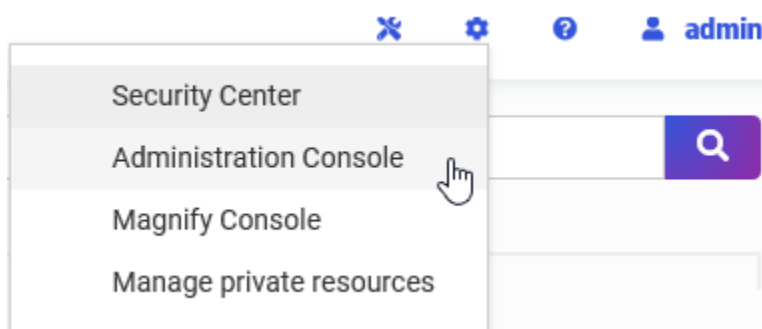 admin
Security Center
Administration Console
Magnify Console
Manage private resources